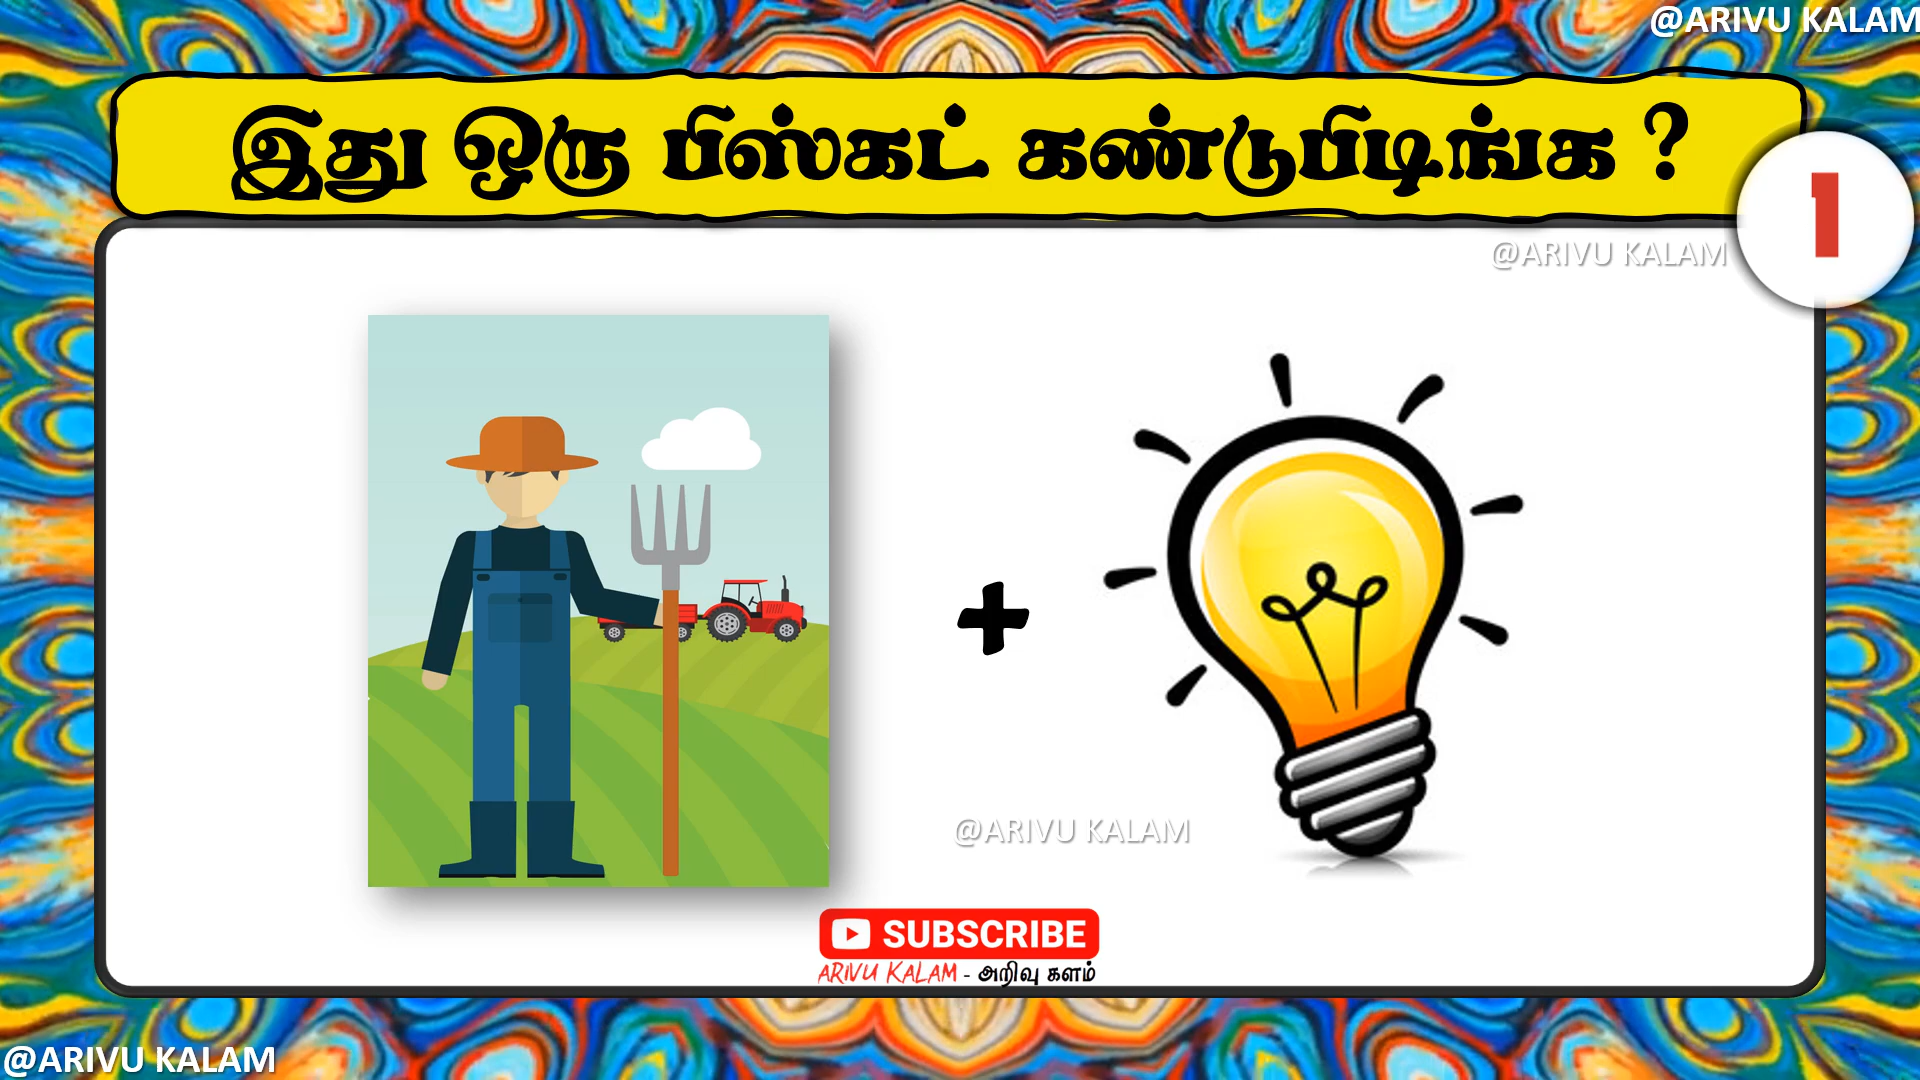 @ARIVU KALAM
இது ஒரு பிஸ்கட் கண்டுபிடிங்க ?
1
@ARIVU KALAM
+
@ARIVU KALAM
SUBSCRIBE
ARIVU KALAM - அறிவு களம்
@ARIVU KALAM